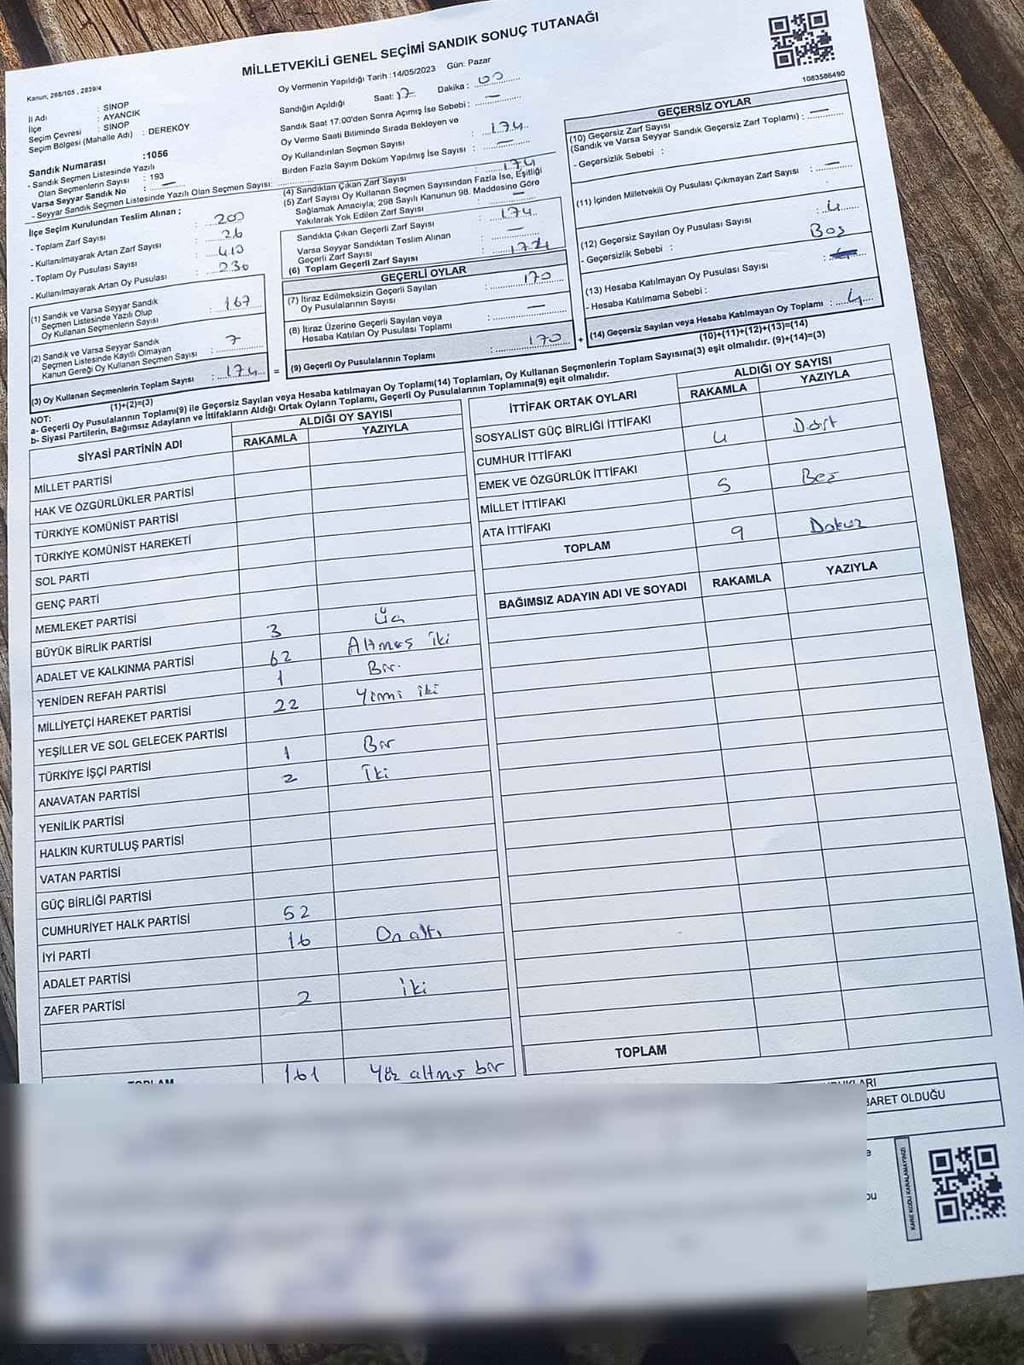 MİLLETVEKİLİ GENEL SEÇİMİ SANDIK SONUÇ TUTANAĞI
Kanun; 298/105 , 2839/4
1083586490
İl Adı : SİNOP
İlçe : AYANCIK
Seçim Çevresi : SİNOP
Seçim Bölgesi (Mahalle Adı) : DEREKÖY
Sandık Numarası :1056
- Sandık Seçmen Listesinde Yazılı
Olan Seçmenlerin Sayısı : 193
Varsa Seyyar Sandık No : —
- Seyyar Sandık Seçmen Listesinde Yazılı Olan Seçmen Sayısı:
İlçe Seçim Kurulundan Teslim Alınan ;
- Toplam Zarf Sayısı : 200
- Kullanılmayarak Artan Zarf Sayısı : 26
- Toplam Oy Pusulası Sayısı : 410
- Kullanılmayarak Artan Oy Pusulası : 236
(1) Sandık ve Varsa Seyyar Sandık
Seçmen Listesinde Yazılı Olup
Oy Kullanan Seçmenlerin Sayısı : 167
(2) Sandık ve Varsa Seyyar Sandık
Seçmen Listesinde Kayıtlı Olmayan
Kanun Gereği Oy Kullanan Seçmen Sayısı : 7
(3) Oy Kullanan Seçmenlerin Toplam Sayısı : 174
(1)+(2)=(3)
Oy Vermenin Yapıldığı Tarih :14/05/2023 Gün: Pazar
Sandığın Açıldığı Saat: 17 Dakika : 00
Sandık Saat 17.00'den Sonra Açımış İse Sebebi : —
Oy Verme Saati Bitiminde Sırada Bekleyen ve
Oy Kullandırılan Seçmen Sayısı : 174
Birden Fazla Sayım Döküm Yapılmış İse Sayısı : —
(4) Sandıktan Çıkan Zarf Sayısı : 174
(5) Zarf Sayısı Oy Kullanan Seçmen Sayısından Fazla İse, Eşitliği
Sağlamak Amacıyla, 298 Sayılı Kanunun 98. Maddesine Göre
Yakılarak Yok Edilen Zarf Sayısı : —
Sandıkta Çıkan Geçerli Zarf Sayısı : 174
Varsa Seyyar Sandıktan Teslim Alınan
Geçerli Zarf Sayısı : —
(6) Toplam Geçerli Zarf Sayısı : 174
GEÇERLİ OYLAR
(7) İtiraz Edilmeksizin Geçerli Sayılan
Oy Pusulalarının Sayısı : 170
(8) İtiraz Üzerine Geçerli Sayılan veya
Hesaba Katılan Oy Pusulası Toplamı : —
(9) Geçerli Oy Pusulalarının Toplamı : 170
GEÇERSİZ OYLAR
(10) Geçersiz Zarf Sayısı
(Sandık ve Varsa Seyyar Sandık Geçersiz Zarf Toplamı) : —
- Geçersizlik Sebebi :
(11) İçinden Milletvekili Oy Pusulası Çıkmayan Zarf Sayısı : —
(12) Geçersiz Sayılan Oy Pusulası Sayısı : 4
- Geçersizlik Sebebi : Boş
(13) Hesaba Katılmayan Oy Pusulası Sayısı :
- Hesaba Katılmama Sebebi :
(14) Geçersiz Sayılan veya Hesaba Katılmayan Oy Toplamı : 4
(10)+(11)+(12)+(13)=(14)
NOT:
a- Geçerli Oy Pusulalarının Toplamı(9) ile Geçersiz Sayılan veya Hesaba katılmayan Oy Toplamı(14) Toplamları, Oy Kullanan Seçmenlerin Toplam Sayısına(3) eşit olmalıdır. (9)+(14)=(3)
b- Siyasi Partilerin, Bağımsız Adayların ve İttifakların Aldığı Ortak Oyların Toplamı, Geçerli Oy Pusulalarının Toplamına(9) eşit olmalıdır.
SİYASİ PARTİNİN ADI ALDIĞI OY SAYISI
RAKAMLA YAZIYLA
MİLLET PARTİSİ
HAK VE ÖZGÜRLÜKLER PARTİSİ
TÜRKİYE KOMÜNİST PARTİSİ
TÜRKİYE KOMÜNİST HAREKETİ
SOL PARTİ
GENÇ PARTİ
MEMLEKET PARTİSİ
BÜYÜK BİRLİK PARTİSİ 3 Üç
ADALET VE KALKINMA PARTİSİ 62 Altmış iki
YENİDEN REFAH PARTİSİ 1 Bir
MİLLİYETÇİ HAREKET PARTİSİ 22 Yirmi iki
YEŞİLLER VE SOL GELECEK PARTİSİ
TÜRKİYE İŞÇİ PARTİSİ 1 Bir
ANAVATAN PARTİSİ 2 İki
YENİLİK PARTİSİ
HALKIN KURTULUŞ PARTİSİ
VATAN PARTİSİ
GÜÇ BİRLİĞİ PARTİSİ
CUMHURİYET HALK PARTİSİ 52
İYİ PARTİ 16 On altı
ADALET PARTİSİ
ZAFER PARTİSİ 2 iki
TOPLAM 161 Yüz altmış bir
İTTİFAK ORTAK OYLARI ALDIĞI OY SAYISI
RAKAMLA YAZIYLA
SOSYALİST GÜÇ BİRLİĞİ İTTİFAKI
CUMHUR İTTİFAKI 4 Dört
EMEK VE ÖZGÜRLÜK İTTİFAKI
MİLLET İTTİFAKI 5 Beş
ATA İTTİFAKI
TOPLAM 9 Dokuz
BAĞIMSIZ ADAYIN ADI VE SOYADI RAKAMLA YAZIYLA
TOPLAM
BARET OLDUĞU